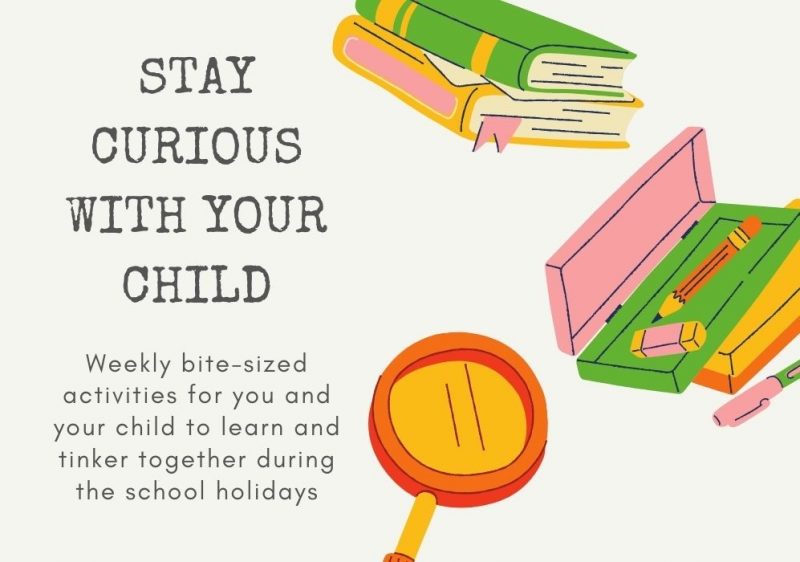 STAY
CURIOUS
WITH YOUR
CHILD
Weekly bite-sized
activities for you and
your child to learn and
tinker together during
the school holidays